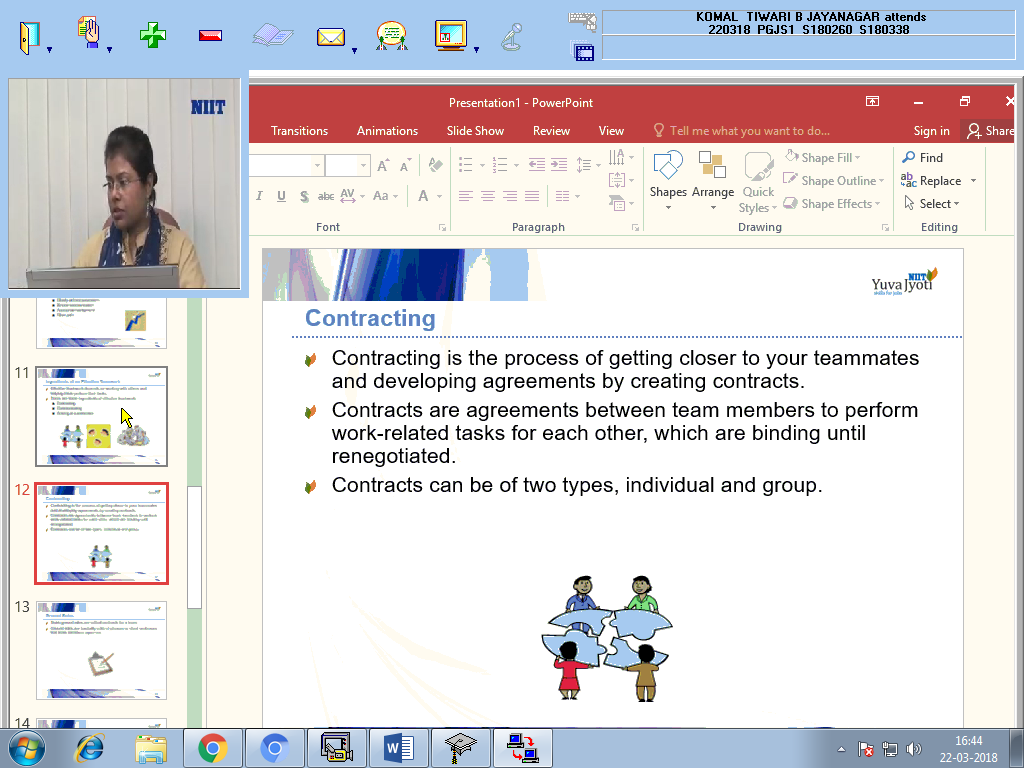 KOMAL TIWARI B JAYANAGAR attends
220318 PGJS1 S180260 S180338
NIIT
Presentation1 - PowerPoint
Transitions Animations Slide Show Review View Tell me what you want to do... Sign in Share
Shapes Arrange Quick Styles
Shape Fill
Shape Outline
Shape Effects
Find
Replace
Select
Font Paragraph Drawing Editing
NIIT
Yuva Jyoti
skills for jobs
Contracting
Contracting is the process of getting closer to your teammates
and developing agreements by creating contracts.
Contracts are agreements between team members to perform
work-related tasks for each other, which are binding until
renegotiated.
Contracts can be of two types, individual and group.
11
12
Contracting
13
14
16:44
22-03-2018